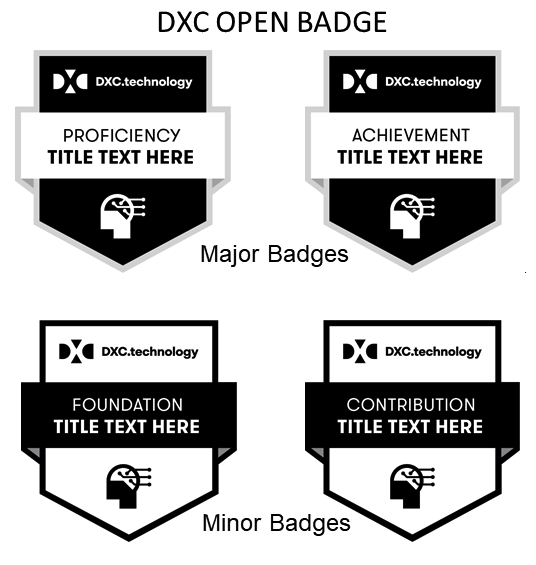 DXC OPEN BADGE
DXC.technology
PROFICIENCY
TITLE TEXT HERE
DXC.technology
ACHIEVEMENT
TITLE TEXT HERE
Major Badges
DXC.technology
FOUNDATION
TITLE TEXT HERE
DXC.technology
CONTRIBUTION
TITLE TEXT HERE
Minor Badges